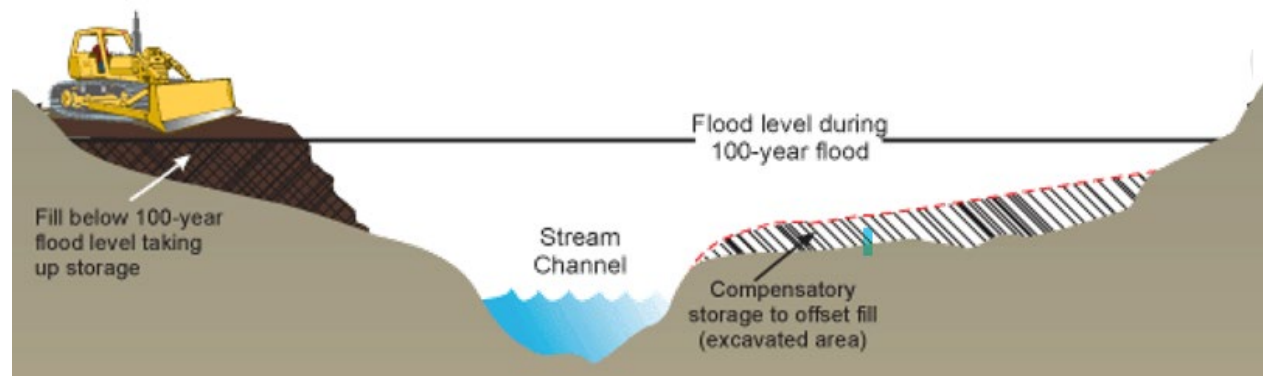 Flood level during
100-year flood
Fill below 100-year
flood level taking
up storage
Stream
Channel
Compensatory
storage to offset fill
(excavated area)